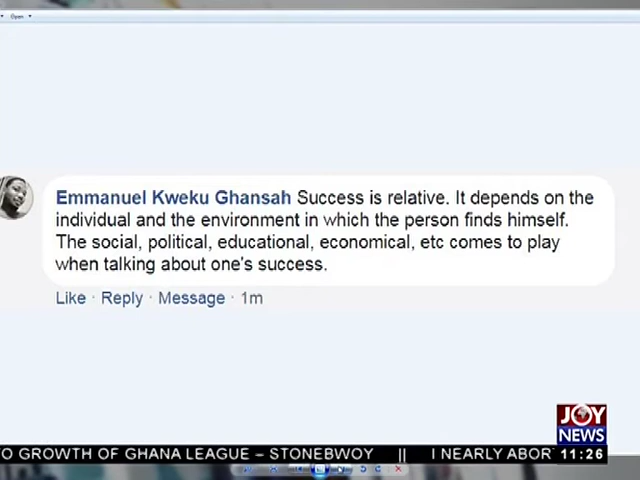 Open
Emmanuel Kweku Ghansah Success is relative. It depends on the
individual and the environment in which the person finds himself.
The social, political, educational, economical, etc comes to play
when talking about one's success.
Like · Reply · Message · 1m
JOY
NEWS
TO GROWTH OF GHANA LEAGUE – STONEBWOY || I NEARLY ABOR
11:26